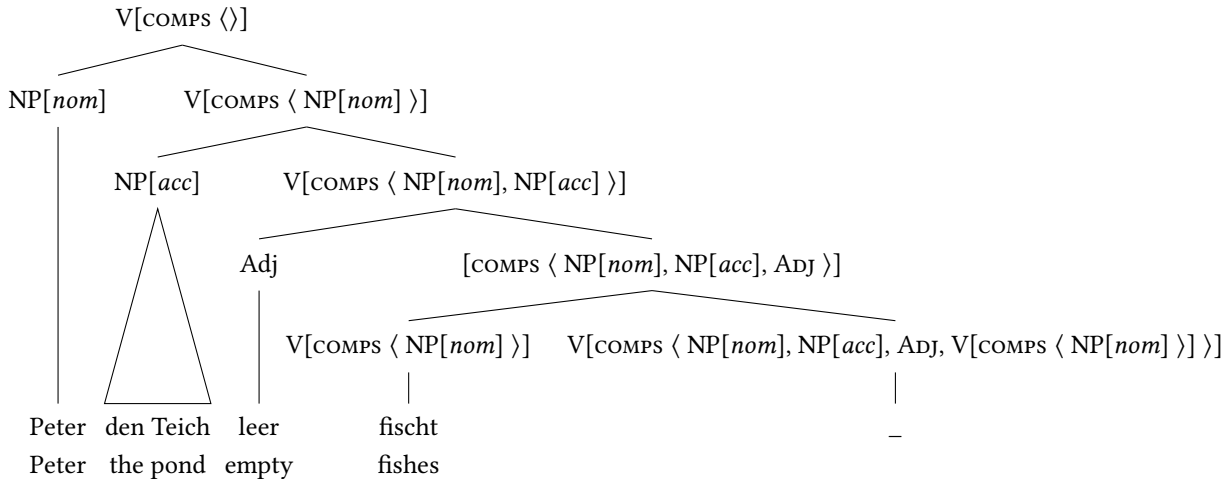 V[COMPS ⟨⟩]
NP[nom] V[COMPS ⟨ NP[nom] ⟩]
NP[acc] V[COMPS ⟨ NP[nom], NP[acc] ⟩]
Adj [COMPS ⟨ NP[nom], NP[acc], ADJ ⟩]
V[COMPS ⟨ NP[nom] ⟩] V[COMPS ⟨ NP[nom], NP[acc], ADJ, V[COMPS ⟨ NP[nom] ⟩] ⟩]
Peter den Teich leer fischt _
Peter the pond empty fishes